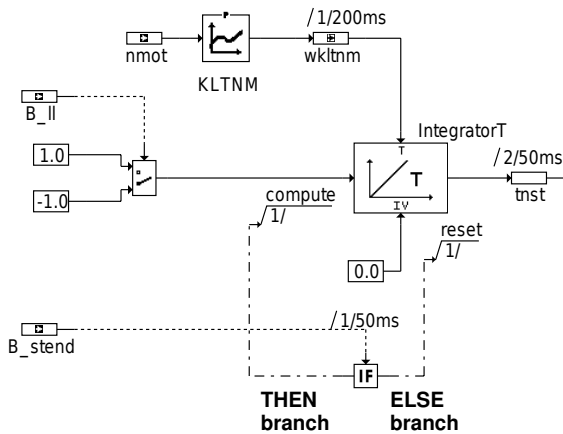 P
/1/200ms
nmot
wkltnm
KLTNM
B_ll
IntegratorT
1.0
T
T
/2/50ms
-1.0
tnst
compute
IV
reset
1/
1/
0.0
/1/50ms
B_stend
IF
THEN ELSE
branch branch